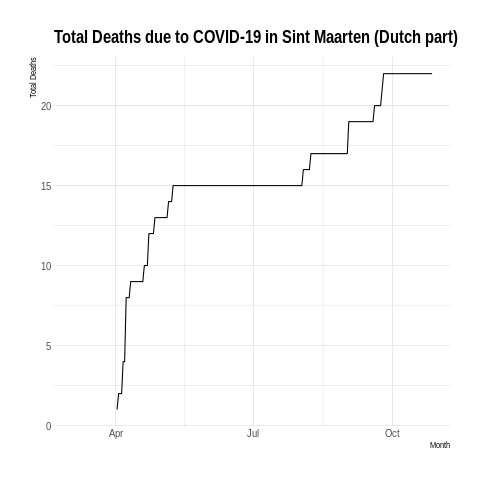 Total Deaths due to COVID-19 in Sint Maarten (Dutch part)
Total Deaths
20
15
10
5
0
Apr Jul Oct
Month